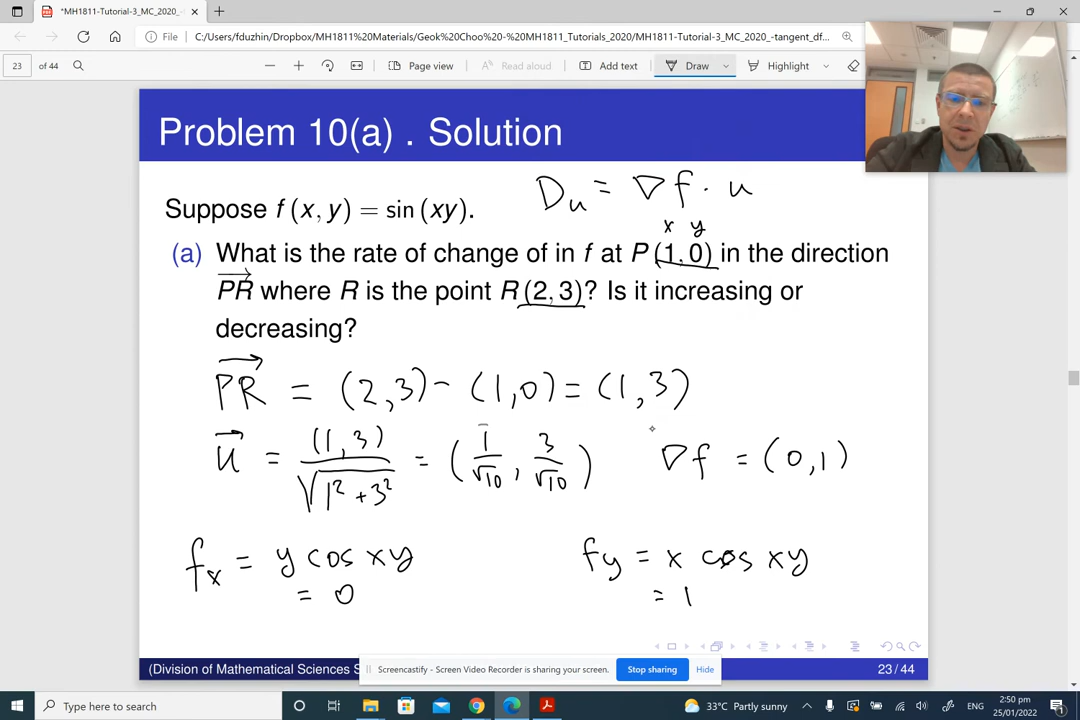 *MH1811-Tutorial-3_MC_2020_-
File
C:/Users/fduzhin/Dropbox/MH1811%20Materials/Geok%20Choo%20-%20MH1811_Tutorials_2020/MH1811-Tutorial-3_MC_2020_-tangent_df...
23 of 44
Page view
Read aloud
Add text
Draw
Highlight
Problem 10(a) . Solution
D_u = ∇f · u
Suppose f (x, y) = sin (xy).
x y
(a) What is the rate of change of in f at P (1, 0) in the direction
PR⃗ where R is the point R (2, 3)? Is it increasing or
decreasing?
PR⃗ = (2,3) - (1,0) = (1,3)
u⃗ = (1,3)/√(1² + 3²) = (1/√10, 3/√10) ∇f = (0,1)
f_x = y cos xy f_y = x cos xy
= 0 = 1
(Division of Mathematical Sciences S
Screencastify - Screen Video Recorder is sharing your screen.
Stop sharing
Hide
23 / 44
Type here to search
33°C Partly sunny
2:50 pm
25/01/2022